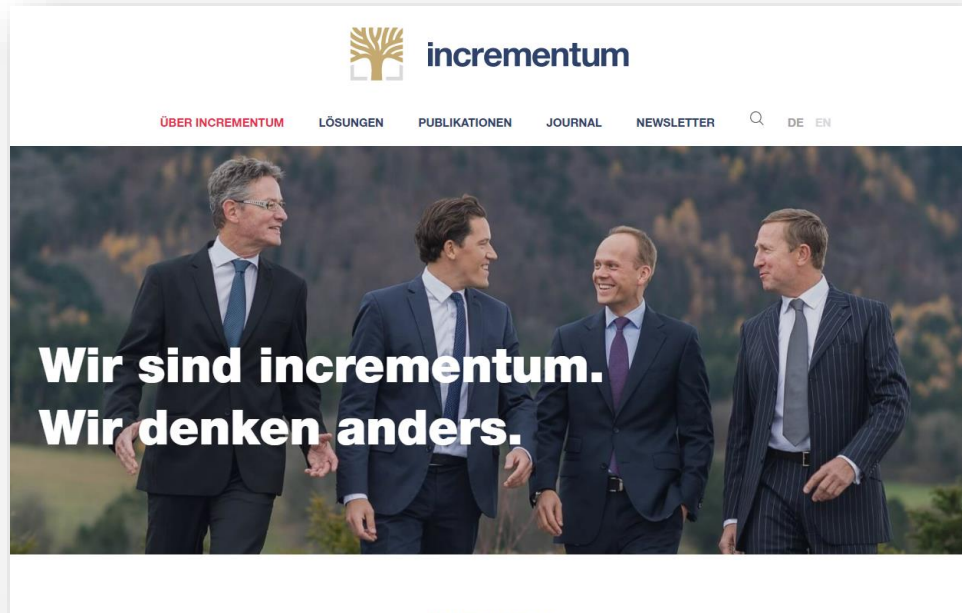 incrementum
ÜBER INCREMENTUM LÖSUNGEN PUBLIKATIONEN JOURNAL NEWSLETTER DE EN
Wir sind incrementum.
Wir denken anders.